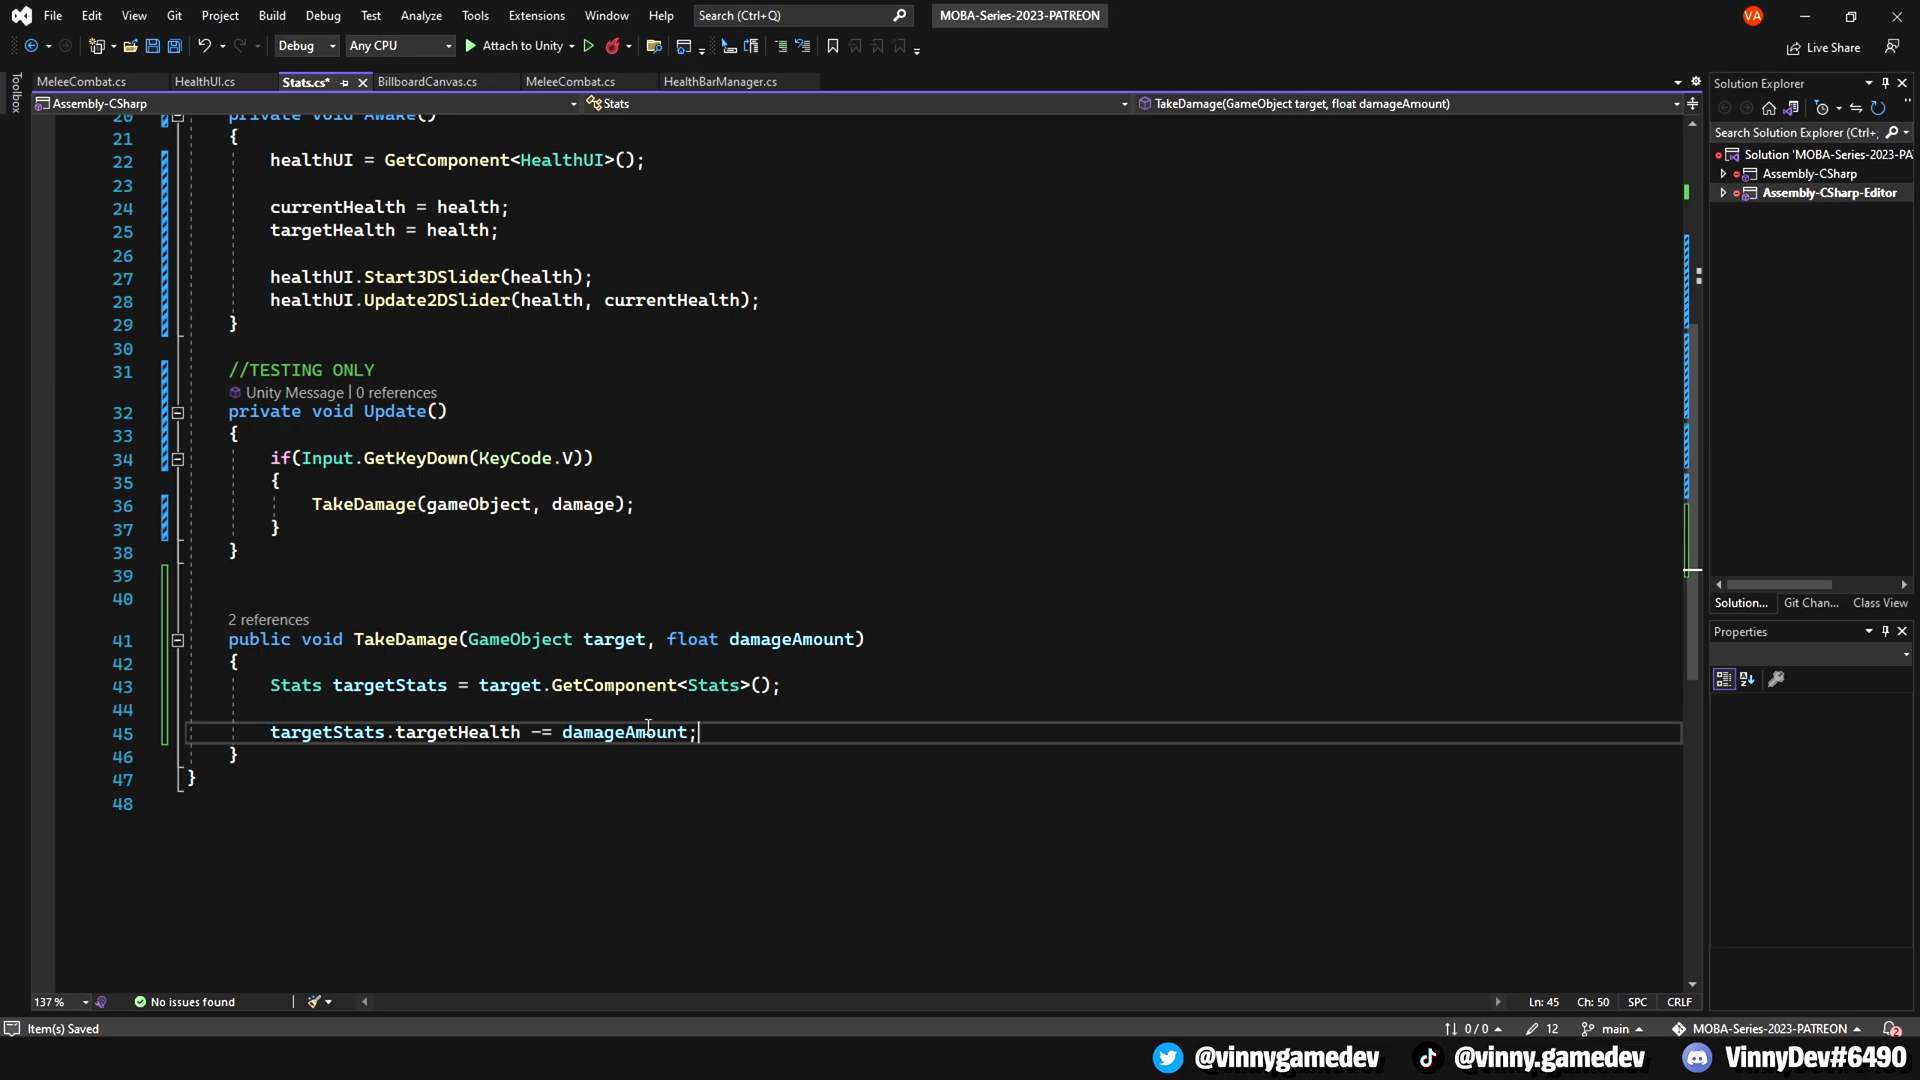 File Edit View Git Project Build Debug Test Analyze Tools Extensions Window Help Search (Ctrl+Q) MOBA-Series-2023-PATREON VA
Debug Any CPU Attach to Unity Live Share
Toolbox
MeleeCombat.cs HealthUI.cs Stats.cs* BillboardCanvas.cs MeleeCombat.cs HealthBarManager.cs
Assembly-CSharp Stats TakeDamage(GameObject target, float damageAmount)
20 private void Awake()
21 {
22 healthUI = GetComponent<HealthUI>();
23
24 currentHealth = health;
25 targetHealth = health;
26
27 healthUI.Start3DSlider(health);
28 healthUI.Update2DSlider(health, currentHealth);
29 }
30
31 //TESTING ONLY
Unity Message | 0 references
32 private void Update()
33 {
34 if(Input.GetKeyDown(KeyCode.V))
35 {
36 TakeDamage(gameObject, damage);
37 }
38 }
39
40
2 references
41 public void TakeDamage(GameObject target, float damageAmount)
42 {
43 Stats targetStats = target.GetComponent<Stats>();
44
45 targetStats.targetHealth -= damageAmount;
46 }
47 }
48
Solution Explorer
Search Solution Explorer (Ctrl+;
Solution 'MOBA-Series-2023-PA
Assembly-CSharp
Assembly-CSharp-Editor
Solution... Git Chan... Class View
Properties
137 % No issues found Ln: 45 Ch: 50 SPC CRLF
Item(s) Saved 0 / 0 12 main MOBA-Series-2023-PATREON 2
@vinnygamedev @vinny.gamedev VinnyDev#6490